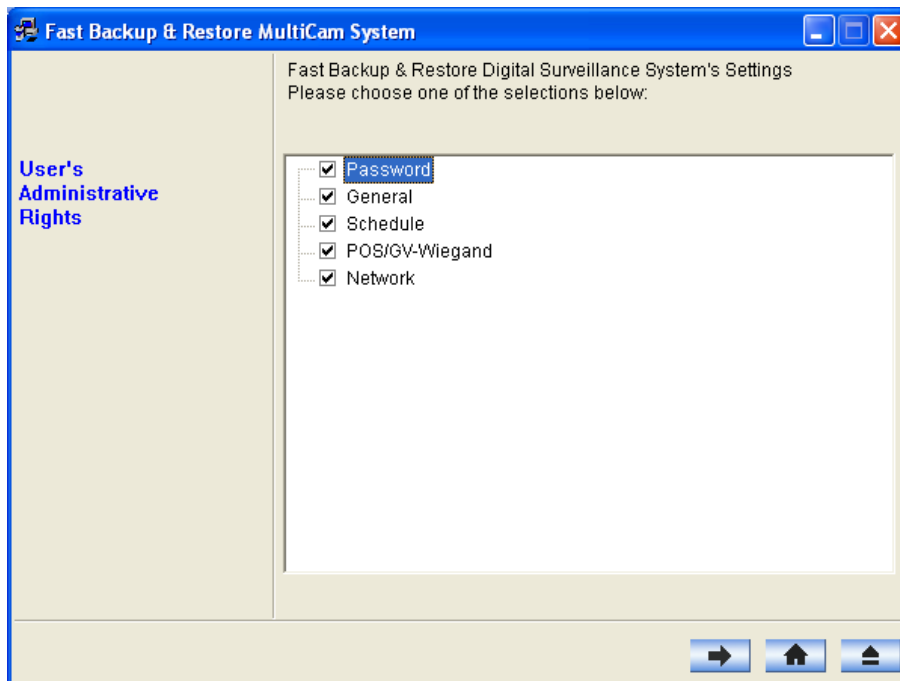 Fast Backup & Restore MultiCam System
Fast Backup & Restore Digital Surveillance System's Settings
Please choose one of the selections below:
User's
Administrative
Rights
Password
General
Schedule
POS/GV-Wiegand
Network